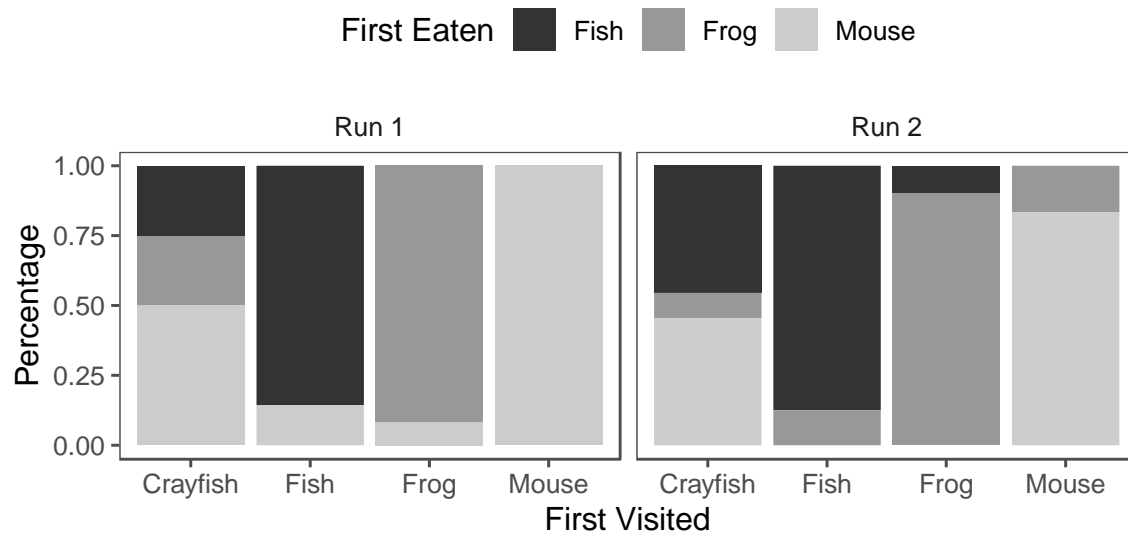 First Eaten Fish Frog Mouse
Run 1 Run 2
1.00
0.75
0.50
0.25
0.00
Percentage
Crayfish Fish Frog Mouse Crayfish Fish Frog Mouse
First Visited